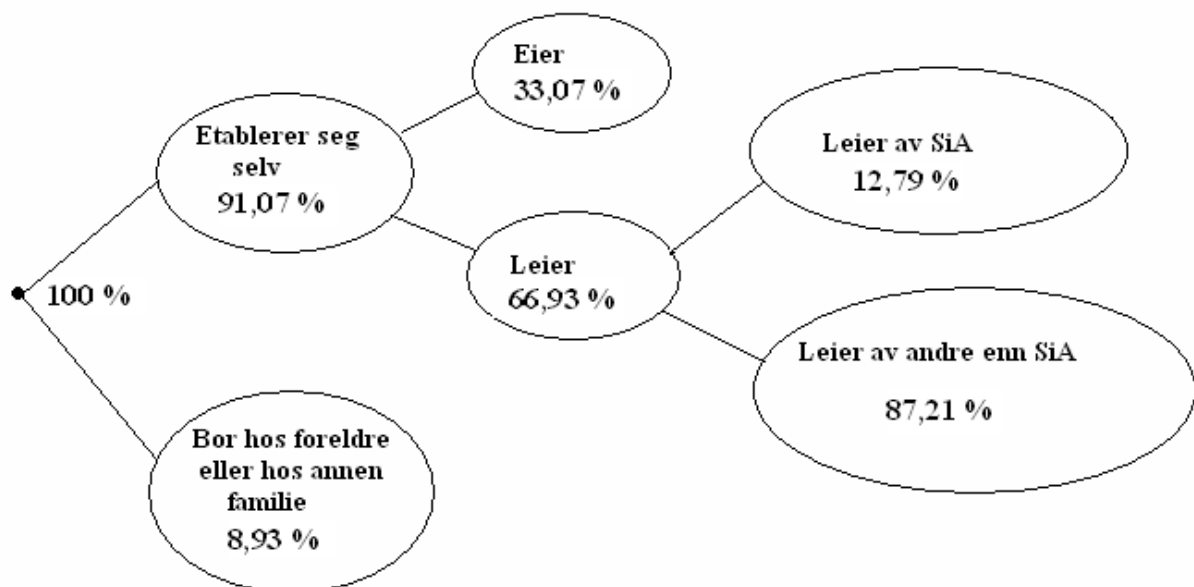 Eier
33,07 %
Etablerer seg
selv
91,07 %
Leier av SiA
12,79 %
Leier
66,93 %
100 %
Leier av andre enn SiA
87,21 %
Bor hos foreldre
eller hos annen
familie
8,93 %